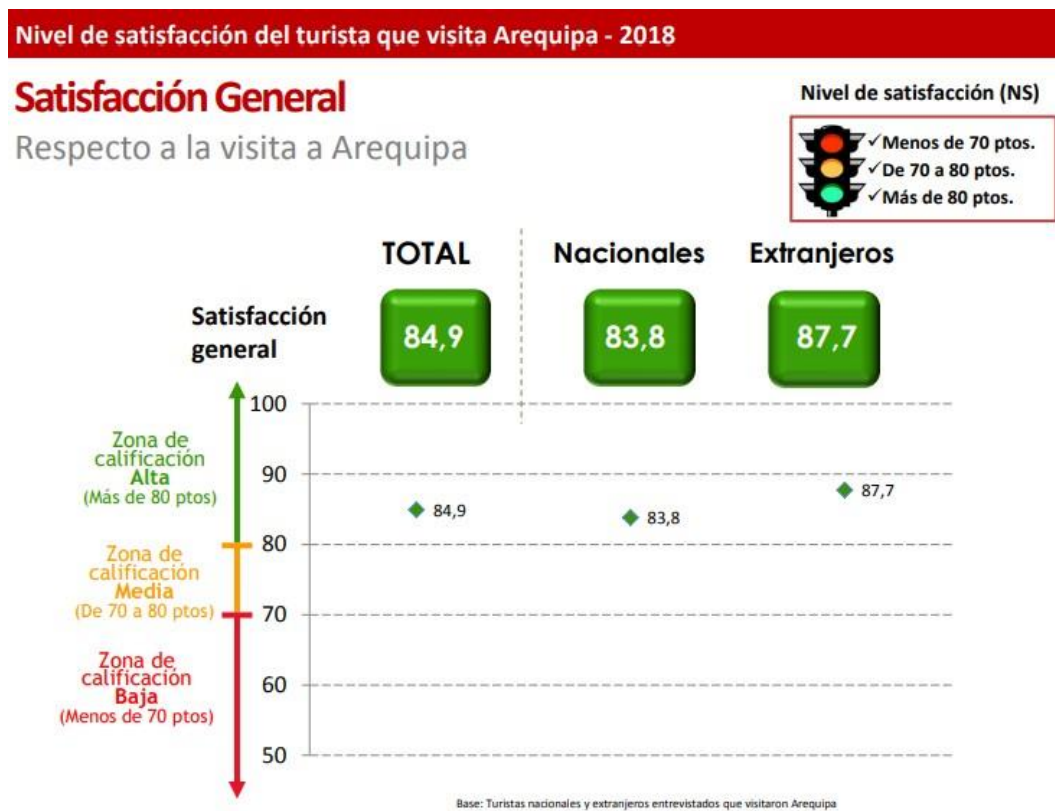 Nivel de satisfacción del turista que visita Arequipa - 2018
Satisfacción General
Respecto a la visita a Arequipa
Nivel de satisfacción (NS)
✓Menos de 70 ptos.
✓De 70 a 80 ptos.
✓Más de 80 ptos.
TOTAL
Nacionales
Extranjeros
Satisfacción
general
84,9
83,8
87,7
100
90
80
70
60
50
Zona de
calificación
Alta
(Más de 80 ptos)
Zona de
calificación
Media
(De 70 a 80 ptos)
Zona de
calificación
Baja
(Menos de 70 ptos)
84,9
83,8
87,7
Base: Turistas nacionales y extranjeros entrevistados que visitaron Arequipa